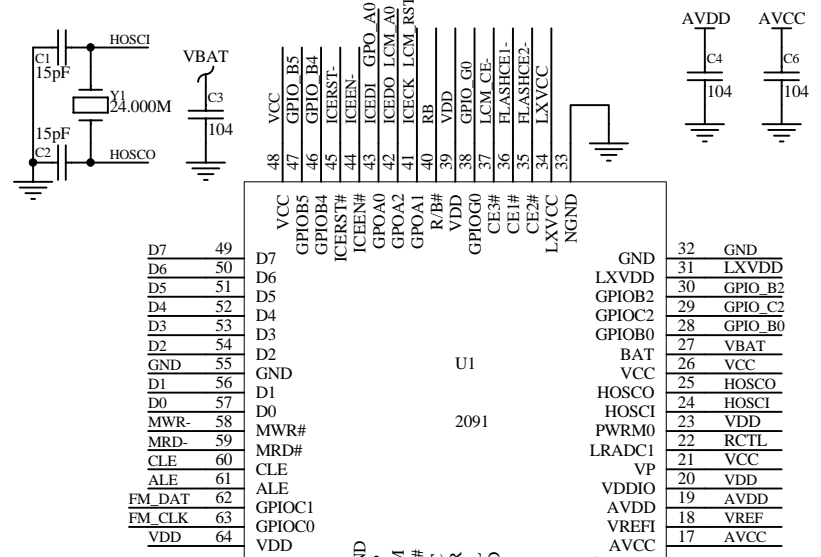 HOSCI
C1
15pF
Y1
24.000M
15pF
C2
HOSCO
VBAT
C3
104
VCC
GPIO_B5
GPIO_B4
ICERST-
ICEEN-
ICEDI GPO_A0
ICEDO LCM_A0
ICECK LCM_RST
RB
VDD
GPIO_G0
LCM_CE-
FLASHCE1-
FLASHCE2-
LXVCC
AVDD
C4
104
AVCC
C6
104
48 47 46 45 44 43 42 41 40 39 38 37 36 35 34 33
VCC
GPIOB5
GPIOB4
ICERST#
ICEEN#
GPOA0
GPOA2
GPOA1
R/B#
VDD
GPIOG0
CE3#
CE1#
CE2#
LXVCC
NGND
D7 49 D7
D6 50 D6
D5 51 D5
D4 52 D4
D3 53 D3
D2 54 D2
GND 55 GND
D1 56 D1
D0 57 D0
MWR- 58 MWR#
MRD- 59 MRD#
CLE 60 CLE
ALE 61 ALE
FM_DAT 62 GPIOC1
FM_CLK 63 GPIOC0
VDD 64 VDD
U1
2091
GND 32 GND
LXVDD 31 LXVDD
GPIOB2 30 GPIO_B2
GPIOC2 29 GPIO_C2
GPIOB0 28 GPIO_B0
BAT 27 VBAT
VCC 26 VCC
HOSCO 25 HOSCO
HOSCI 24 HOSCI
PWRM0 23 VDD
LRADC1 22 RCTL
VP 21 VCC
VDDIO 20 VDD
AVDD 19 AVDD
VREFI 18 VREF
AVCC 17 AVCC